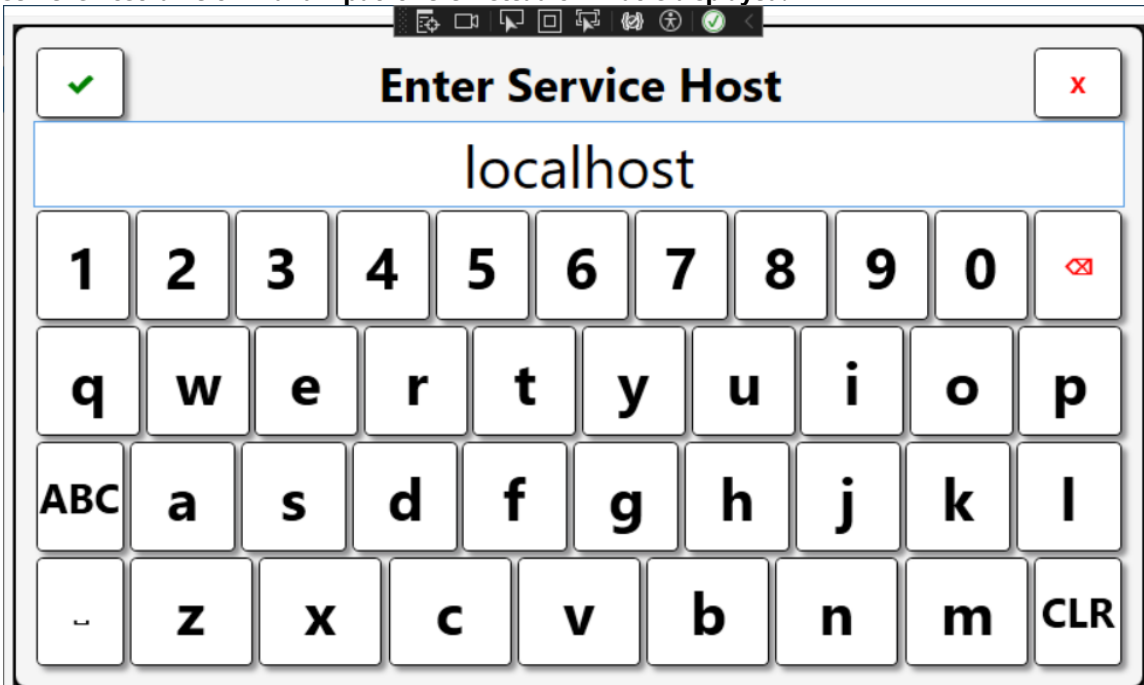 Enter Service Host
x
localhost
1 2 3 4 5 6 7 8 9 0
q w e r t y u i o p
ABC a s d f g h j k l
z x c v b n m CLR